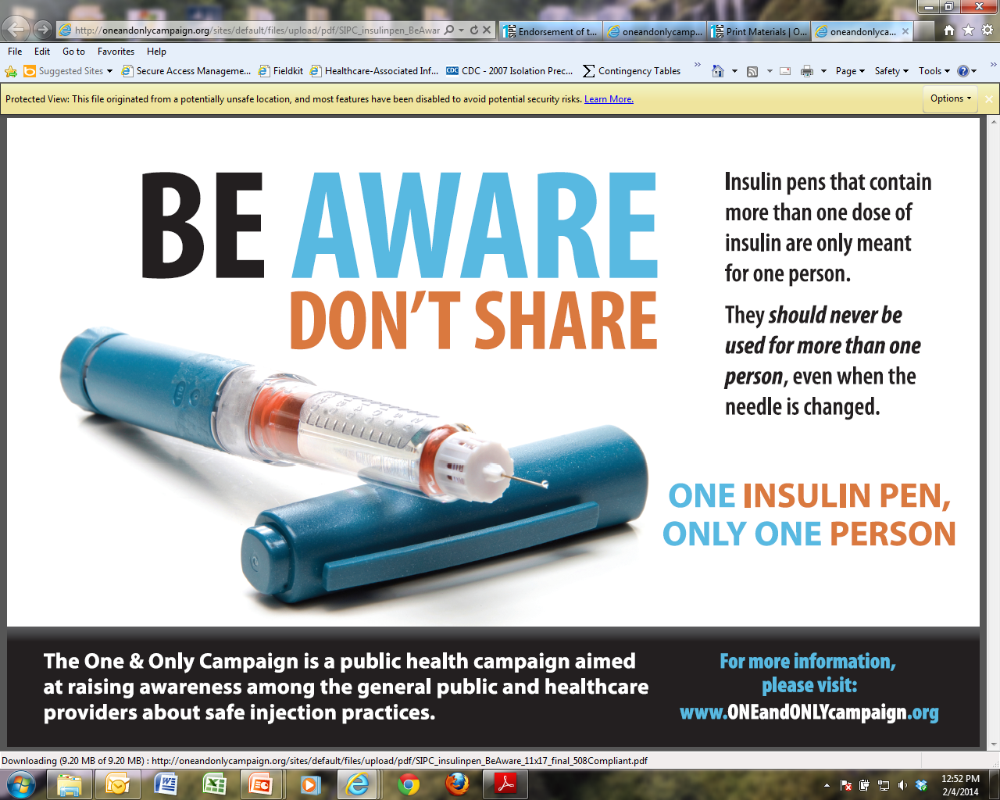 http://oneandonlycampaign.org/sites/default/files/upload/pdf/SIPC_insulinpen_BeAwar
Endorsement of t...
oneandonlycamp...
Print Materials | O...
oneandonlyca...
File Edit Go to Favorites Help
Suggested Sites Secure Access Manageme... Fieldkit Healthcare-Associated Inf... CDC CDC - 2007 Isolation Prec... Contingency Tables Page Safety Tools
Protected View: This file originated from a potentially unsafe location, and most features have been disabled to avoid potential security risks. Learn More. Options
BE AWARE
DON'T SHARE
Insulin pens that contain
more than one dose of
insulin are only meant
for one person.
They should never be
used for more than one
person, even when the
needle is changed.
ONE INSULIN PEN,
ONLY ONE PERSON
The One & Only Campaign is a public health campaign aimed
at raising awareness among the general public and healthcare
providers about safe injection practices.
For more information,
please visit:
www.ONEandONLYcampaign.org
Downloading (9.20 MB of 9.20 MB) : http://oneandonlycampaign.org/sites/default/files/upload/pdf/SIPC_insulinpen_BeAware_11x17_final_508Compliant.pdf
12:52 PM
2/4/2014